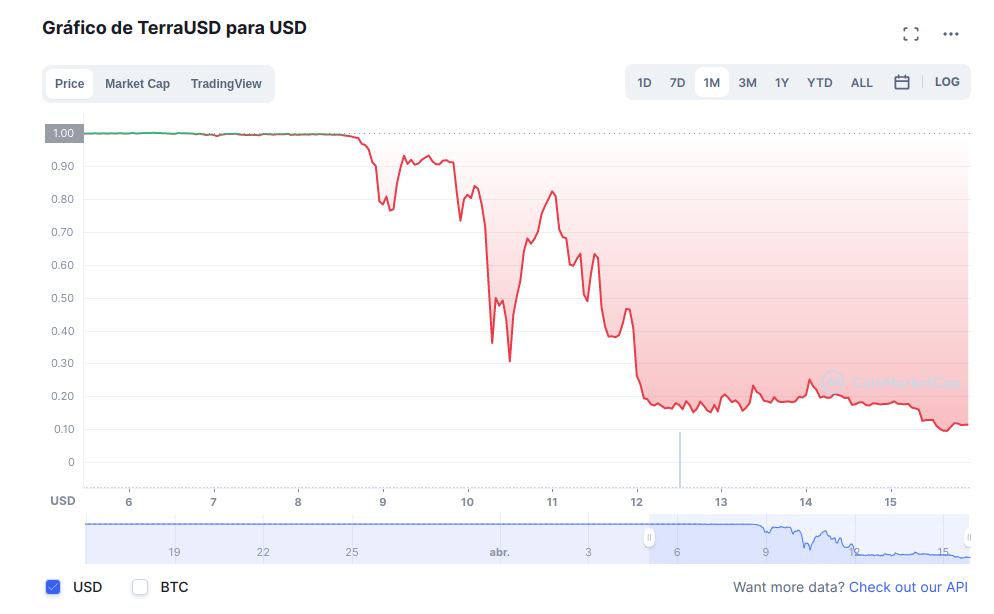 Gráfico de TerraUSD para USD
Price Market Cap TradingView
1D 7D 1M 3M 1Y YTD ALL LOG
1.00
0.90
0.80
0.70
0.60
0.50
0.40
0.30
0.20
0.10
0
CoinMarketCap
USD 6 7 8 9 10 11 12 13 14 15
19 22 25 abr. 3 6 9 12 15
USD BTC
Want more data? Check out our API